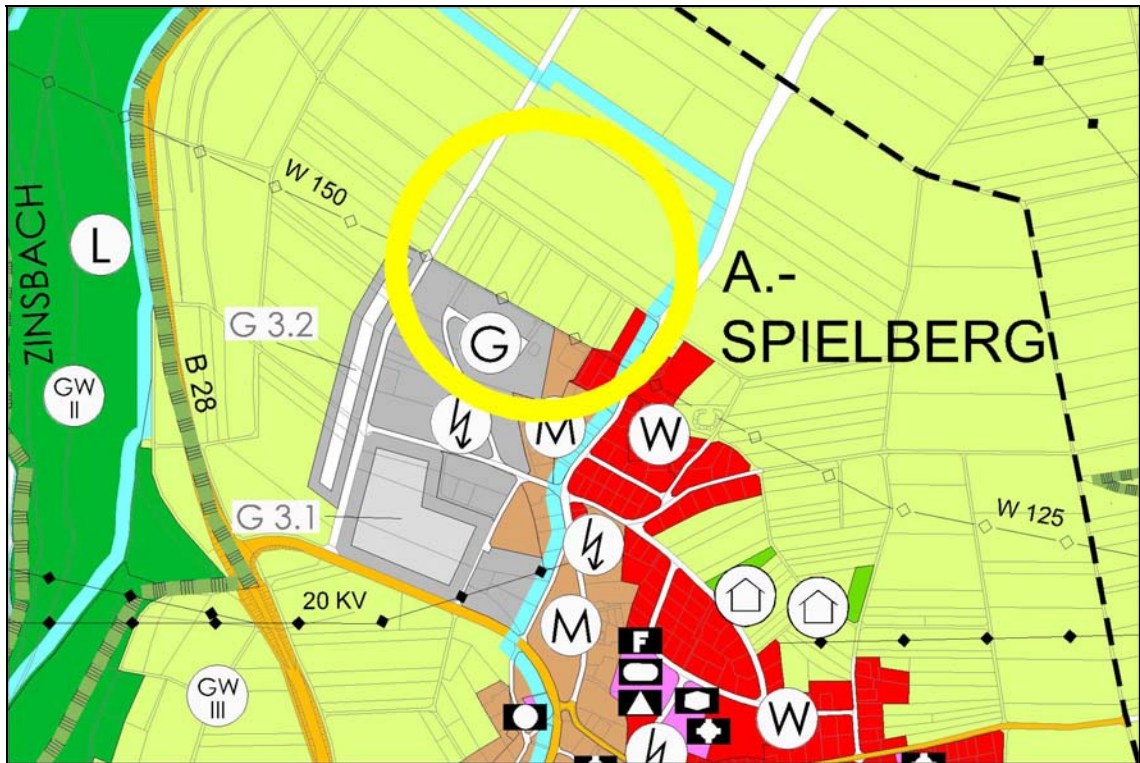 W 150
ZINSBACH
L
A.-
SPIELBERG
G 3.2
G
GW
II
B 28
M
W
G 3.1
W 125
20 KV
M
F
GW
III
W